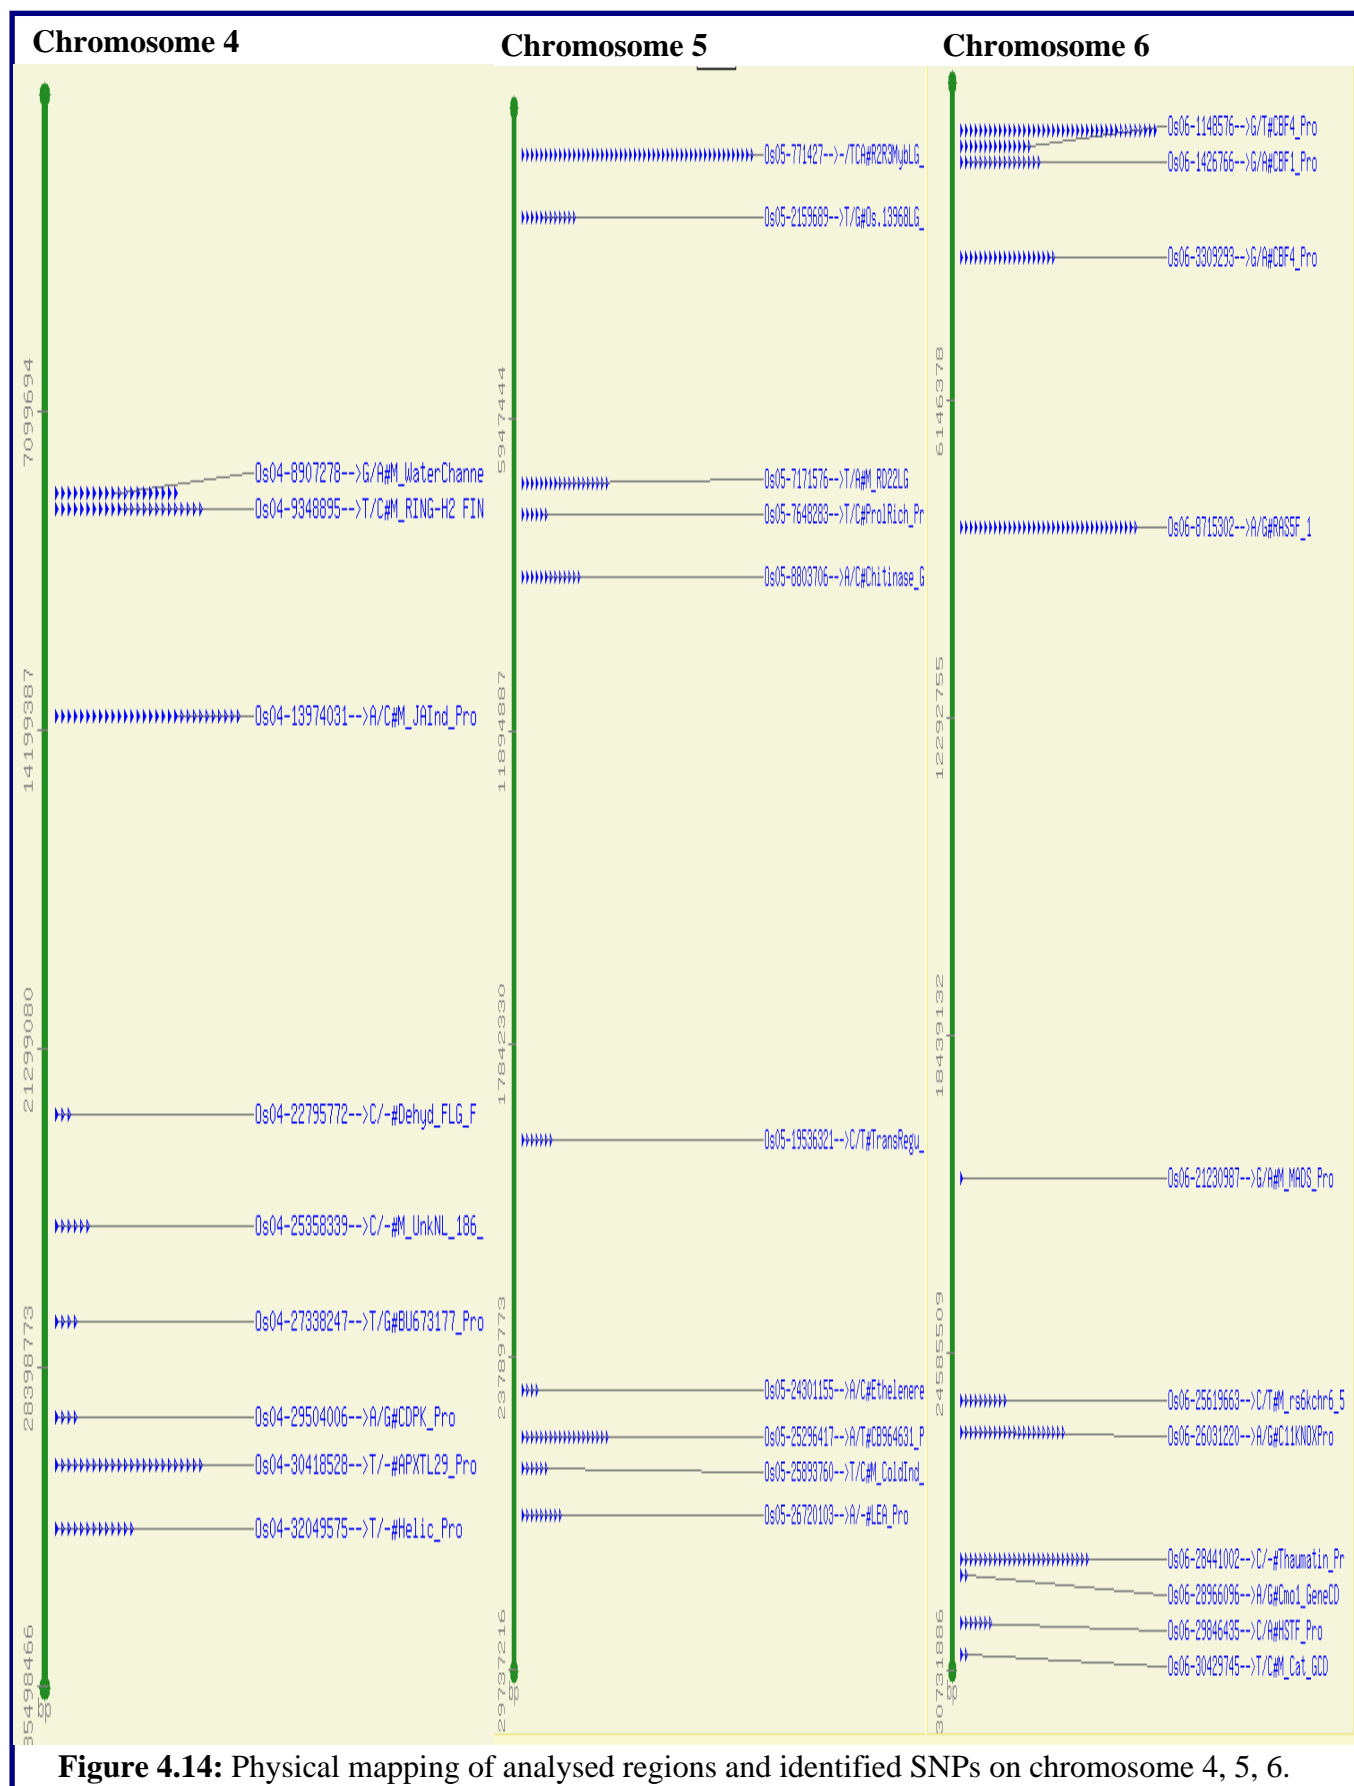 Chromosome 4
7099694
14199387
21299080
28398773
35498466
Os04-8907278-->G/A#M_WaterChanne
Os04-9348895-->T/C#M_RING-H2 FIN
Os04-13974031-->A/C#M_JAInd_Pro
Os04-22795772-->C/-#Dehyd_FLG_F
Os04-25358339-->C/-#M_UnkNL_186_
Os04-27338247-->T/G#BU673177_Pro
Os04-29504006-->A/G#CDPK_Pro
Os04-30418528-->T/-#APXTL29_Pro
Os04-32049575-->T/-#Helic_Pro
Chromosome 5
5947444
11894887
17842330
23789773
29737216
Os05-771427-->-/TCA#R2R3MybLG_
Os05-2159689-->T/G#Os.13968LG_
Os05-7171576-->T/A#M_RD22LG
Os05-7648283-->T/C#ProlRich_Pr
Os05-8803706-->A/C#Chitinase_G
Os05-19536321-->C/T#TransRegu_
Os05-24301155-->A/C#Ethelenere
Os05-25296417-->A/T#CB964631_P
Os05-25893760-->T/C#M_ColdInd_
Os05-26720103-->A/-#LEA_Pro
Chromosome 6
6146378
12292755
18439132
24585509
30731886
Os06-1148576-->G/T#CBF4_Pro
Os06-1426766-->G/A#CBF1_Pro
Os06-3309293-->G/A#CBF4_Pro
Os06-8715302-->A/G#RAS5F_1
Os06-21230987-->G/A#M_MADS_Pro
Os06-25619663-->C/T#M_rs6kchr6_5
Os06-26031220-->A/G#C11KNOXPro
Os06-28441002-->C/-#Thaumatin_Pr
Os06-28966096-->A/G#Cmo1_GeneCD
Os06-29846435-->C/A#HSTF_Pro
Os06-30429745-->T/C#M_Cat_GCD
Figure 4.14: Physical mapping of analysed regions and identified SNPs on chromosome 4, 5, 6.